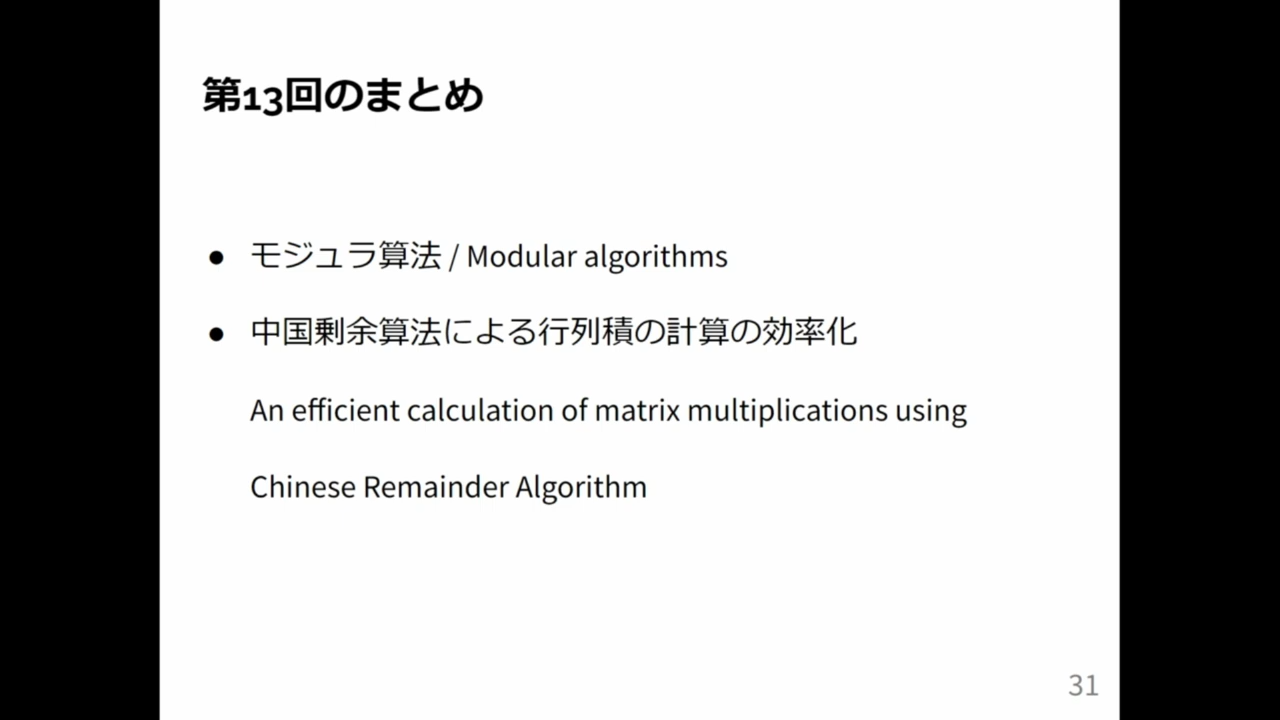 第13回のまとめ
● モジュラ算法 / Modular algorithms
● 中国剰余算法による行列積の計算の効率化
An efficient calculation of matrix multiplications using
Chinese Remainder Algorithm
31